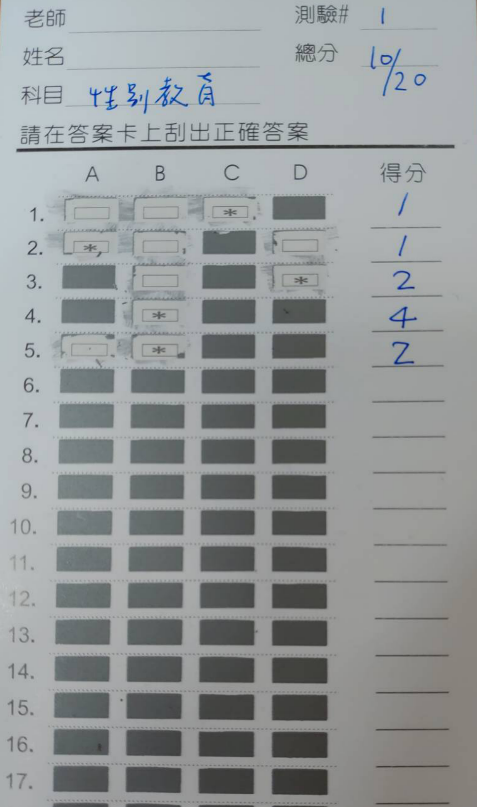 老師
測驗# 1
姓名
總分 10/20
科目 性別教育
請在答案卡上刮出正確答案
A B C D 得分
1. * 1
2. * 1
3. * 2
4. * 4
5. * 2
6.
7.
8.
9.
10.
11.
12.
13.
14.
15.
16.
17.